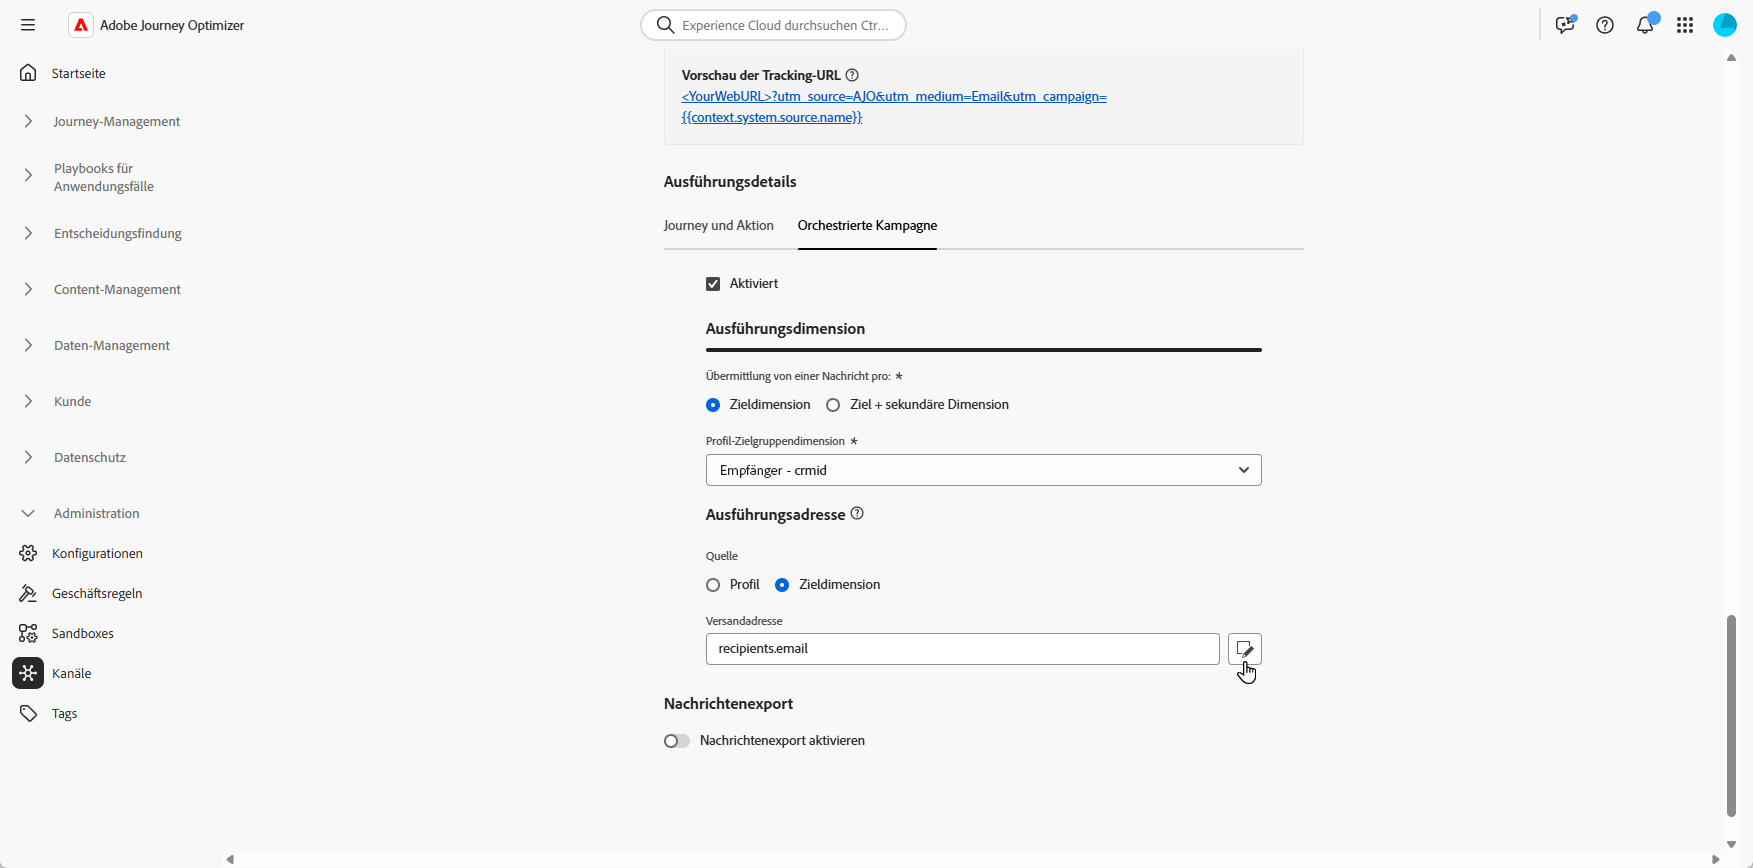 Adobe Journey Optimizer
Experience Cloud durchsuchen Ctr...
Startseite
Journey-Management
Playbooks für
Anwendungsfälle
Entscheidungsfindung
Content-Management
Daten-Management
Kunde
Datenschutz
Administration
Konfigurationen
Geschäftsregeln
Sandboxes
Kanäle
Tags
Vorschau der Tracking-URL
<YourWebURL>?utm_source=AJO&utm_medium=Email&utm_campaign=
{{context.system.source.name}}
Ausführungsdetails
Journey und Aktion
Orchestrierte Kampagne
Aktiviert
Ausführungsdimension
Übermittlung von einer Nachricht pro: *
Zieldimension
Ziel + sekundäre Dimension
Profil-Zielgruppendimension *
Empfänger - crmid
Ausführungsadresse
Quelle
Profil
Zieldimension
Versandadresse
recipients.email
Nachrichtenexport
Nachrichtenexport aktivieren